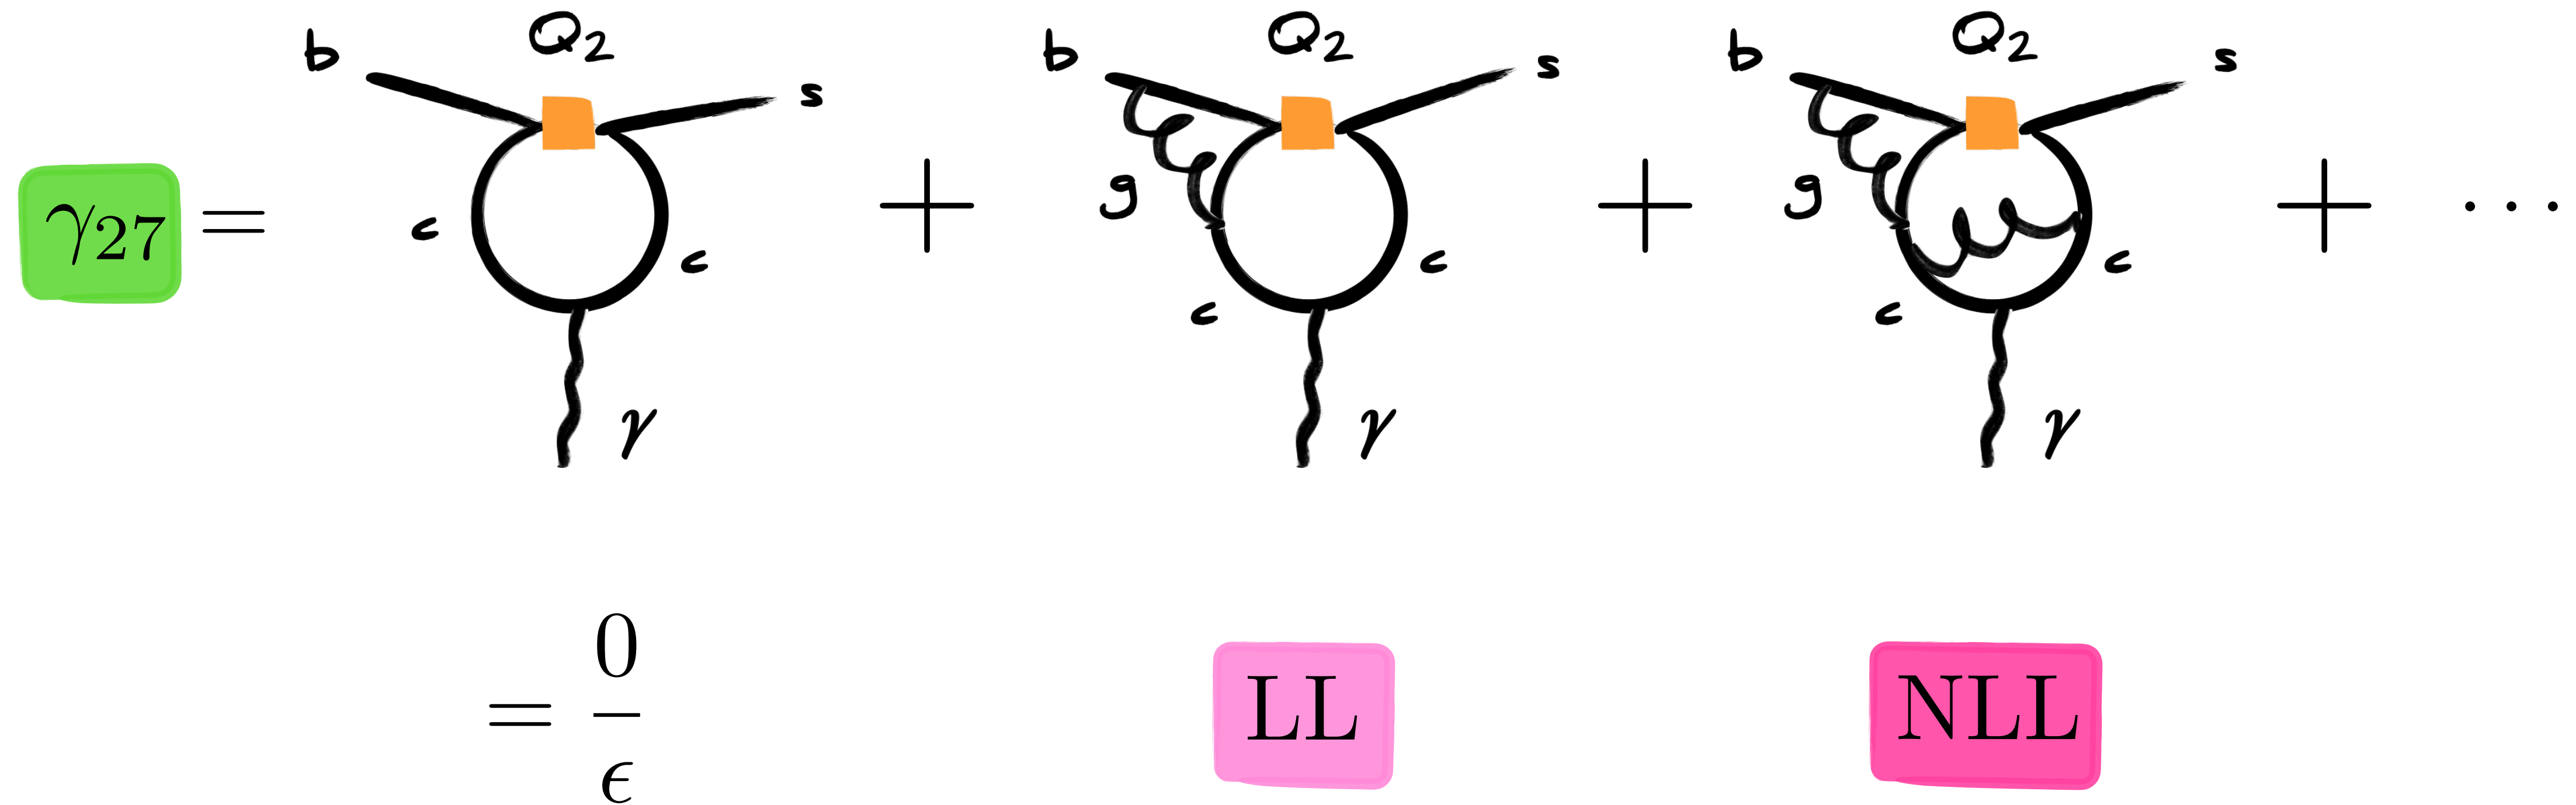 b Q₂ s b Q₂ s b Q₂ s
γ₂₇ = c c + g c c + g c c + ···
γ γ γ
= 0/ϵ LL NLL